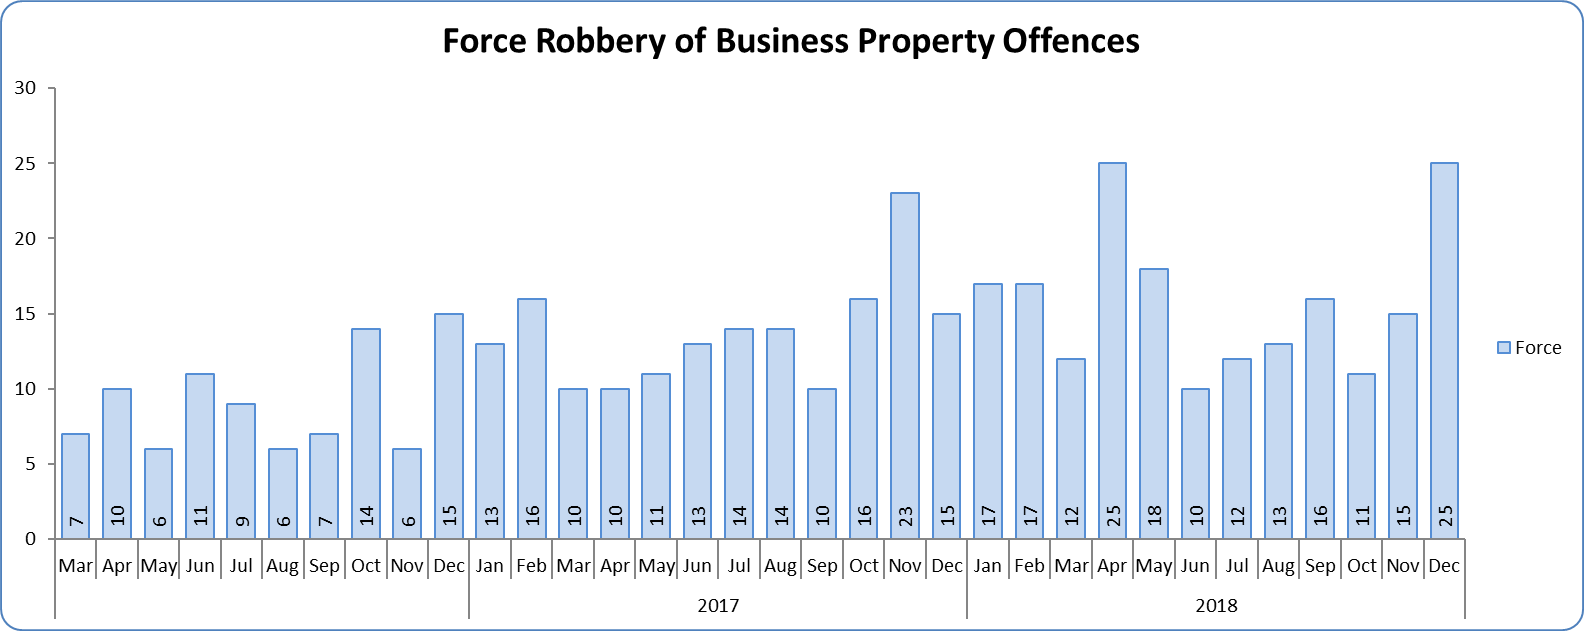 Force Robbery of Business Property Offences
30
25
20
15
10
5
0
7 10 6 11 9 6 7 14 6 15 13 16 10 10 11 13 14 14 10 16 23 15 17 17 12 25 18 10 12 13 16 11 15 25
Mar Apr May Jun Jul Aug Sep Oct Nov Dec Jan Feb Mar Apr May Jun Jul Aug Sep Oct Nov Dec Jan Feb Mar Apr May Jun Jul Aug Sep Oct Nov Dec
2017 2018
Force